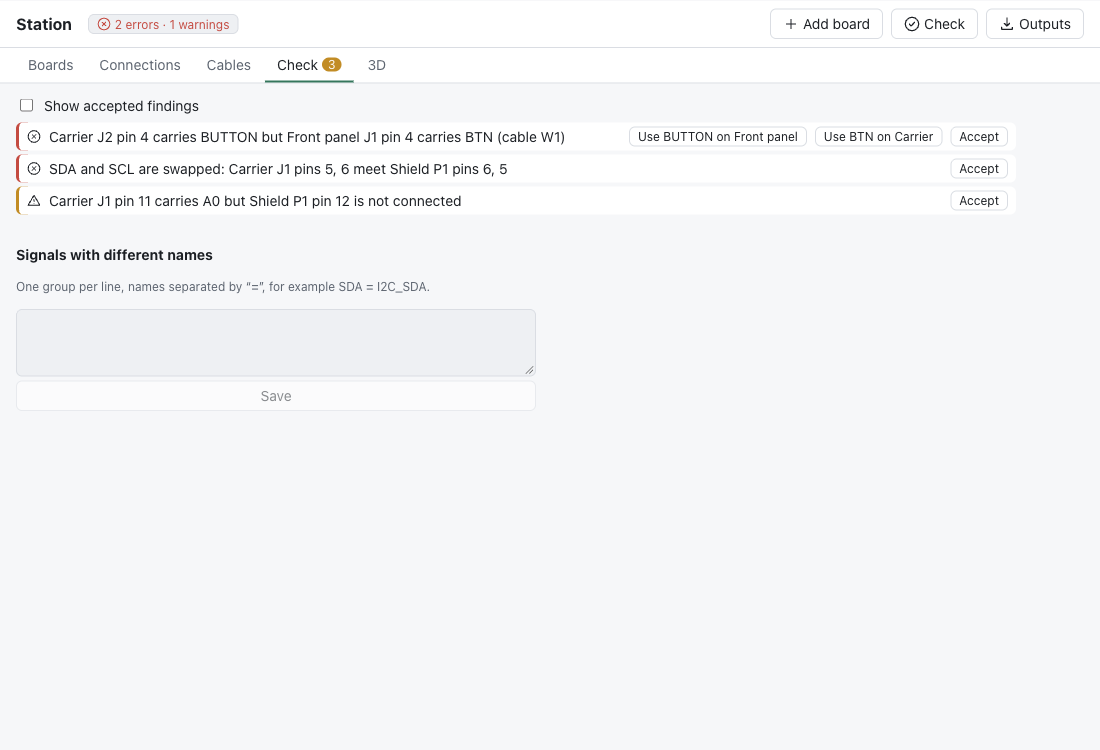 Station
2 errors · 1 warnings
Add board
Check
Outputs
Boards
Connections
Cables
Check 3
3D
Show accepted findings
Carrier J2 pin 4 carries BUTTON but Front panel J1 pin 4 carries BTN (cable W1)
Use BUTTON on Front panel
Use BTN on Carrier
Accept
SDA and SCL are swapped: Carrier J1 pins 5, 6 meet Shield P1 pins 6, 5
Accept
Carrier J1 pin 11 carries A0 but Shield P1 pin 12 is not connected
Accept
Signals with different names
One group per line, names separated by “=”, for example SDA = I2C_SDA.
Save